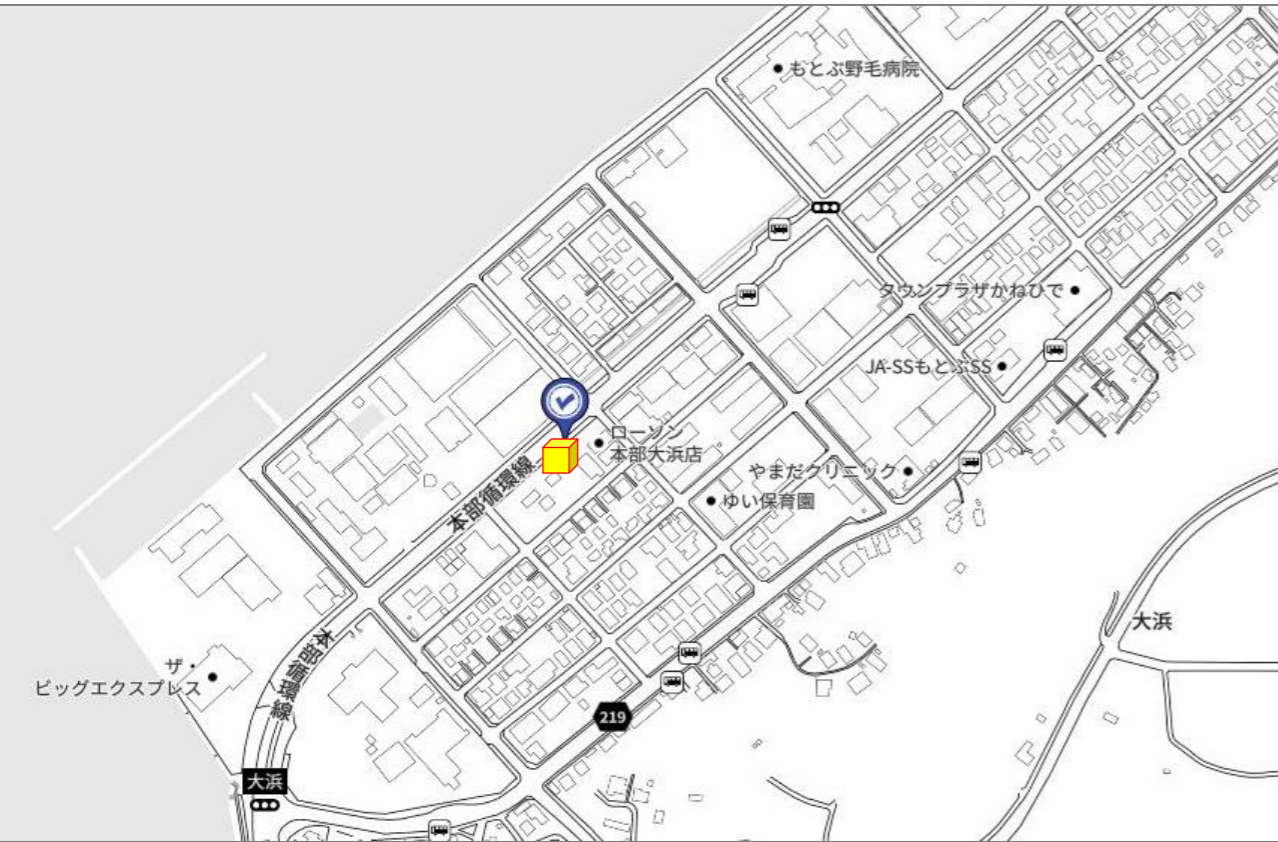 もとぶ野毛病院
タウンプラザかねひで
JA-SSもとぶSS
ローソン
本部大浜店
やまだクリニック
ゆい保育園
本部循環線
大浜
本部循環線
ザ・
ビッグエクスプレス
219
大浜